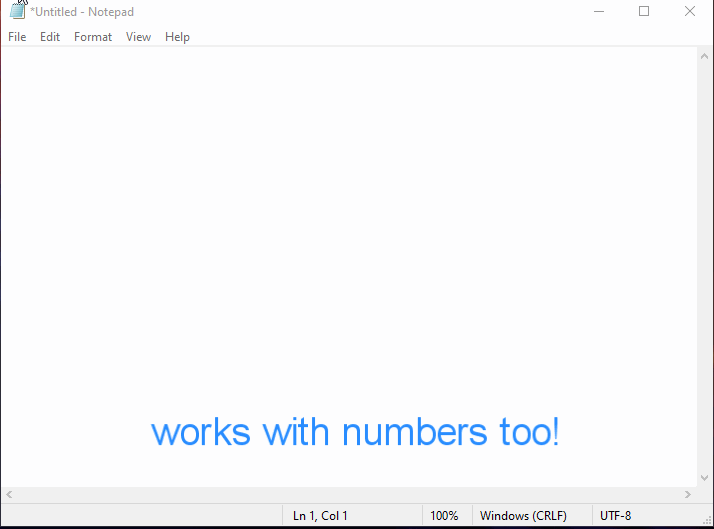 *Untitled - Notepad
File Edit Format View Help
works with numbers too!
Ln 1, Col 1 100% Windows (CRLF) UTF-8